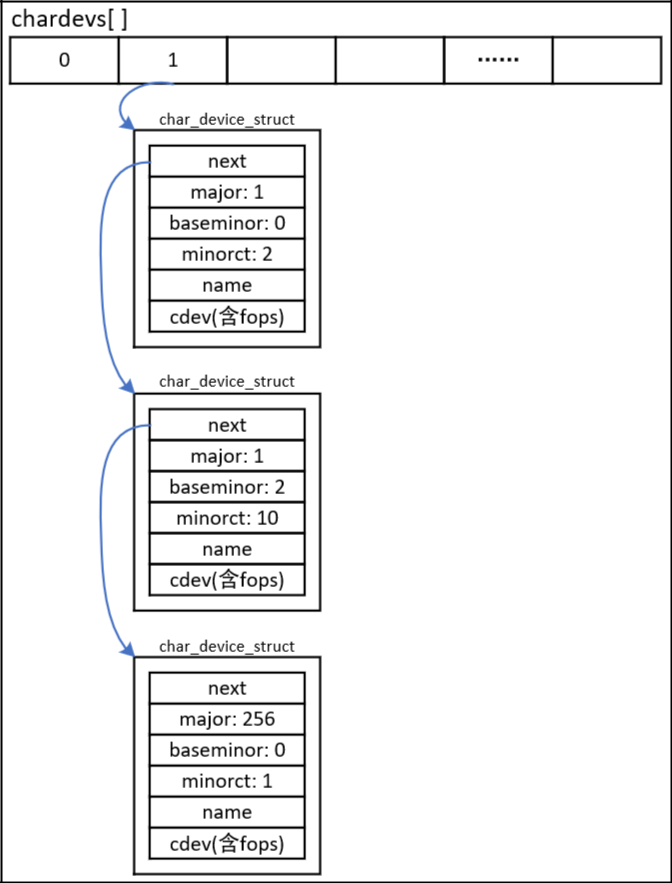 chardevs[ ]
0 1 ······
char_device_struct
next
major: 1
baseminor: 0
minorct: 2
name
cdev(含fops)
char_device_struct
next
major: 1
baseminor: 2
minorct: 10
name
cdev(含fops)
char_device_struct
next
major: 256
baseminor: 0
minorct: 1
name
cdev(含fops)